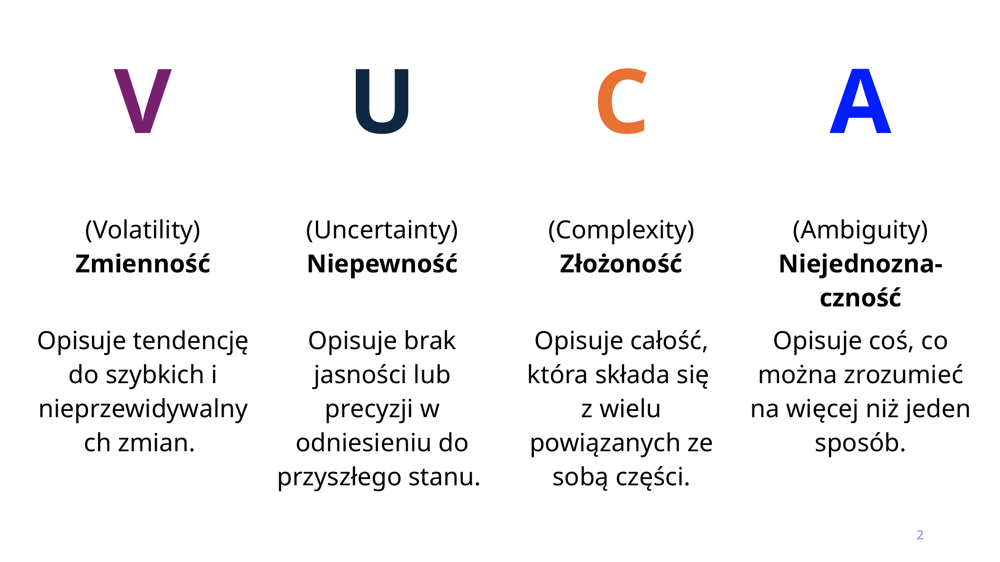 V
U
C
A
(Volatility)
Zmienność
(Uncertainty)
Niepewność
(Complexity)
Złożoność
(Ambiguity)
Niejednozna-
czność
Opisuje tendencję
do szybkich i
nieprzewidywalny
ch zmian.
Opisuje brak
jasności lub
precyzji w
odniesieniu do
przyszłego stanu.
Opisuje całość,
która składa się
z wielu
powiązanych ze
sobą części.
Opisuje coś, co
można zrozumieć
na więcej niż jeden
sposób.
2